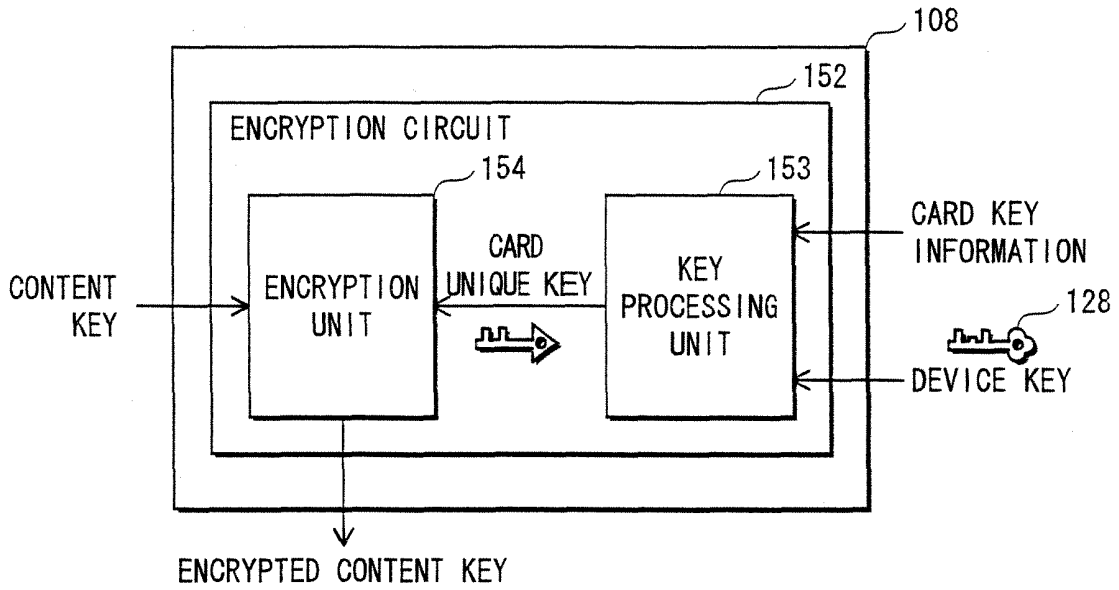 108
152
ENCRYPTION CIRCUIT
154
153
CARD KEY
INFORMATION
CARD
UNIQUE KEY
ENCRYPTION
UNIT
KEY
PROCESSING
UNIT
CONTENT
KEY
128
DEVICE KEY
ENCRYPTED CONTENT KEY